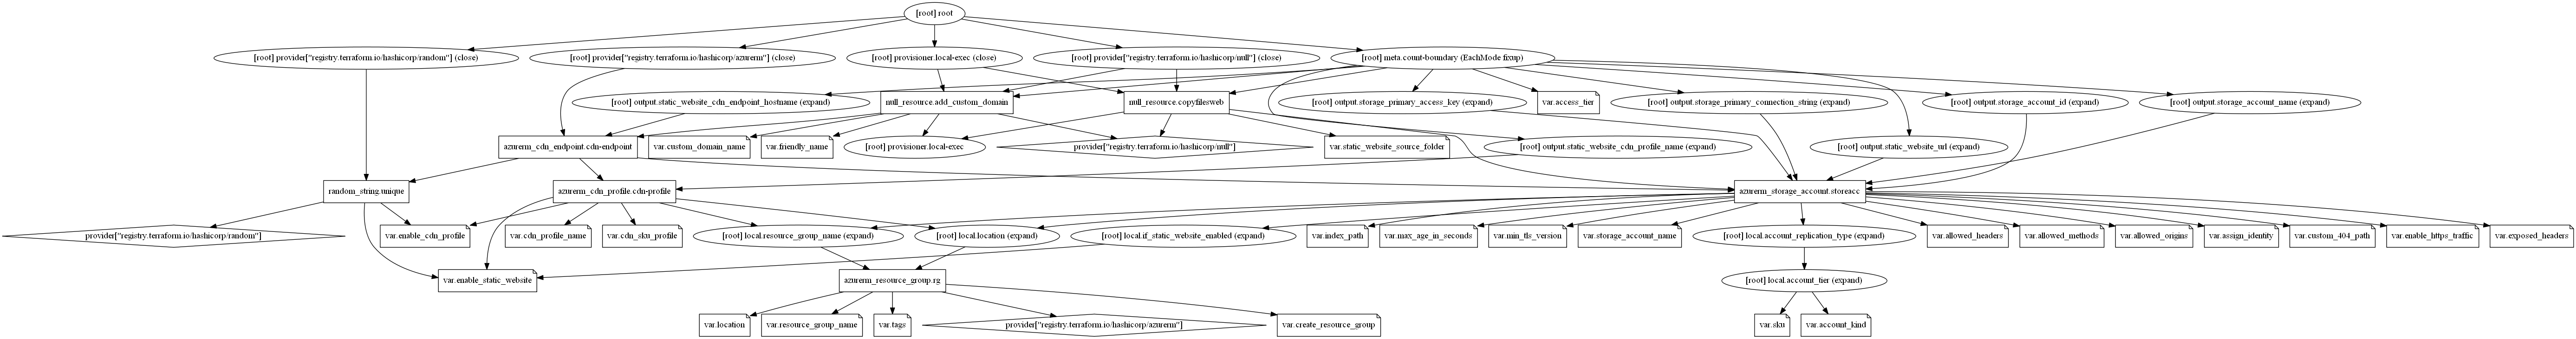 [root] root
[root] provider["registry.terraform.io/hashicorp/random"] (close)
[root] provider["registry.terraform.io/hashicorp/azurerm"] (close)
[root] provisioner.local-exec (close)
[root] provider["registry.terraform.io/hashicorp/null"] (close)
[root] meta.count-boundary (EachMode fixup)
[root] output.static_website_cdn_endpoint_hostname (expand)
null_resource.add_custom_domain
null_resource.copyfilesweb
[root] output.storage_primary_access_key (expand)
var.access_tier
[root] output.storage_primary_connection_string (expand)
[root] output.storage_account_id (expand)
[root] output.storage_account_name (expand)
azurerm_cdn_endpoint.cdn-endpoint
var.custom_domain_name
var.friendly_name
[root] provisioner.local-exec
provider["registry.terraform.io/hashicorp/null"]
var.static_website_source_folder
[root] output.static_website_cdn_profile_name (expand)
[root] output.static_website_url (expand)
random_string.unique
azurerm_cdn_profile.cdn-profile
azurerm_storage_account.storeacc
provider["registry.terraform.io/hashicorp/random"]
var.enable_cdn_profile
var.cdn_profile_name
var.cdn_sku_profile
[root] local.resource_group_name (expand)
[root] local.location (expand)
[root] local.if_static_website_enabled (expand)
var.index_path
var.max_age_in_seconds
var.min_tls_version
var.storage_account_name
[root] local.account_replication_type (expand)
var.allowed_headers
var.allowed_methods
var.allowed_origins
var.assign_identity
var.custom_404_path
var.enable_https_traffic
var.exposed_headers
var.enable_static_website
azurerm_resource_group.rg
[root] local.account_tier (expand)
var.location
var.resource_group_name
var.tags
provider["registry.terraform.io/hashicorp/azurerm"]
var.create_resource_group
var.sku
var.account_kind